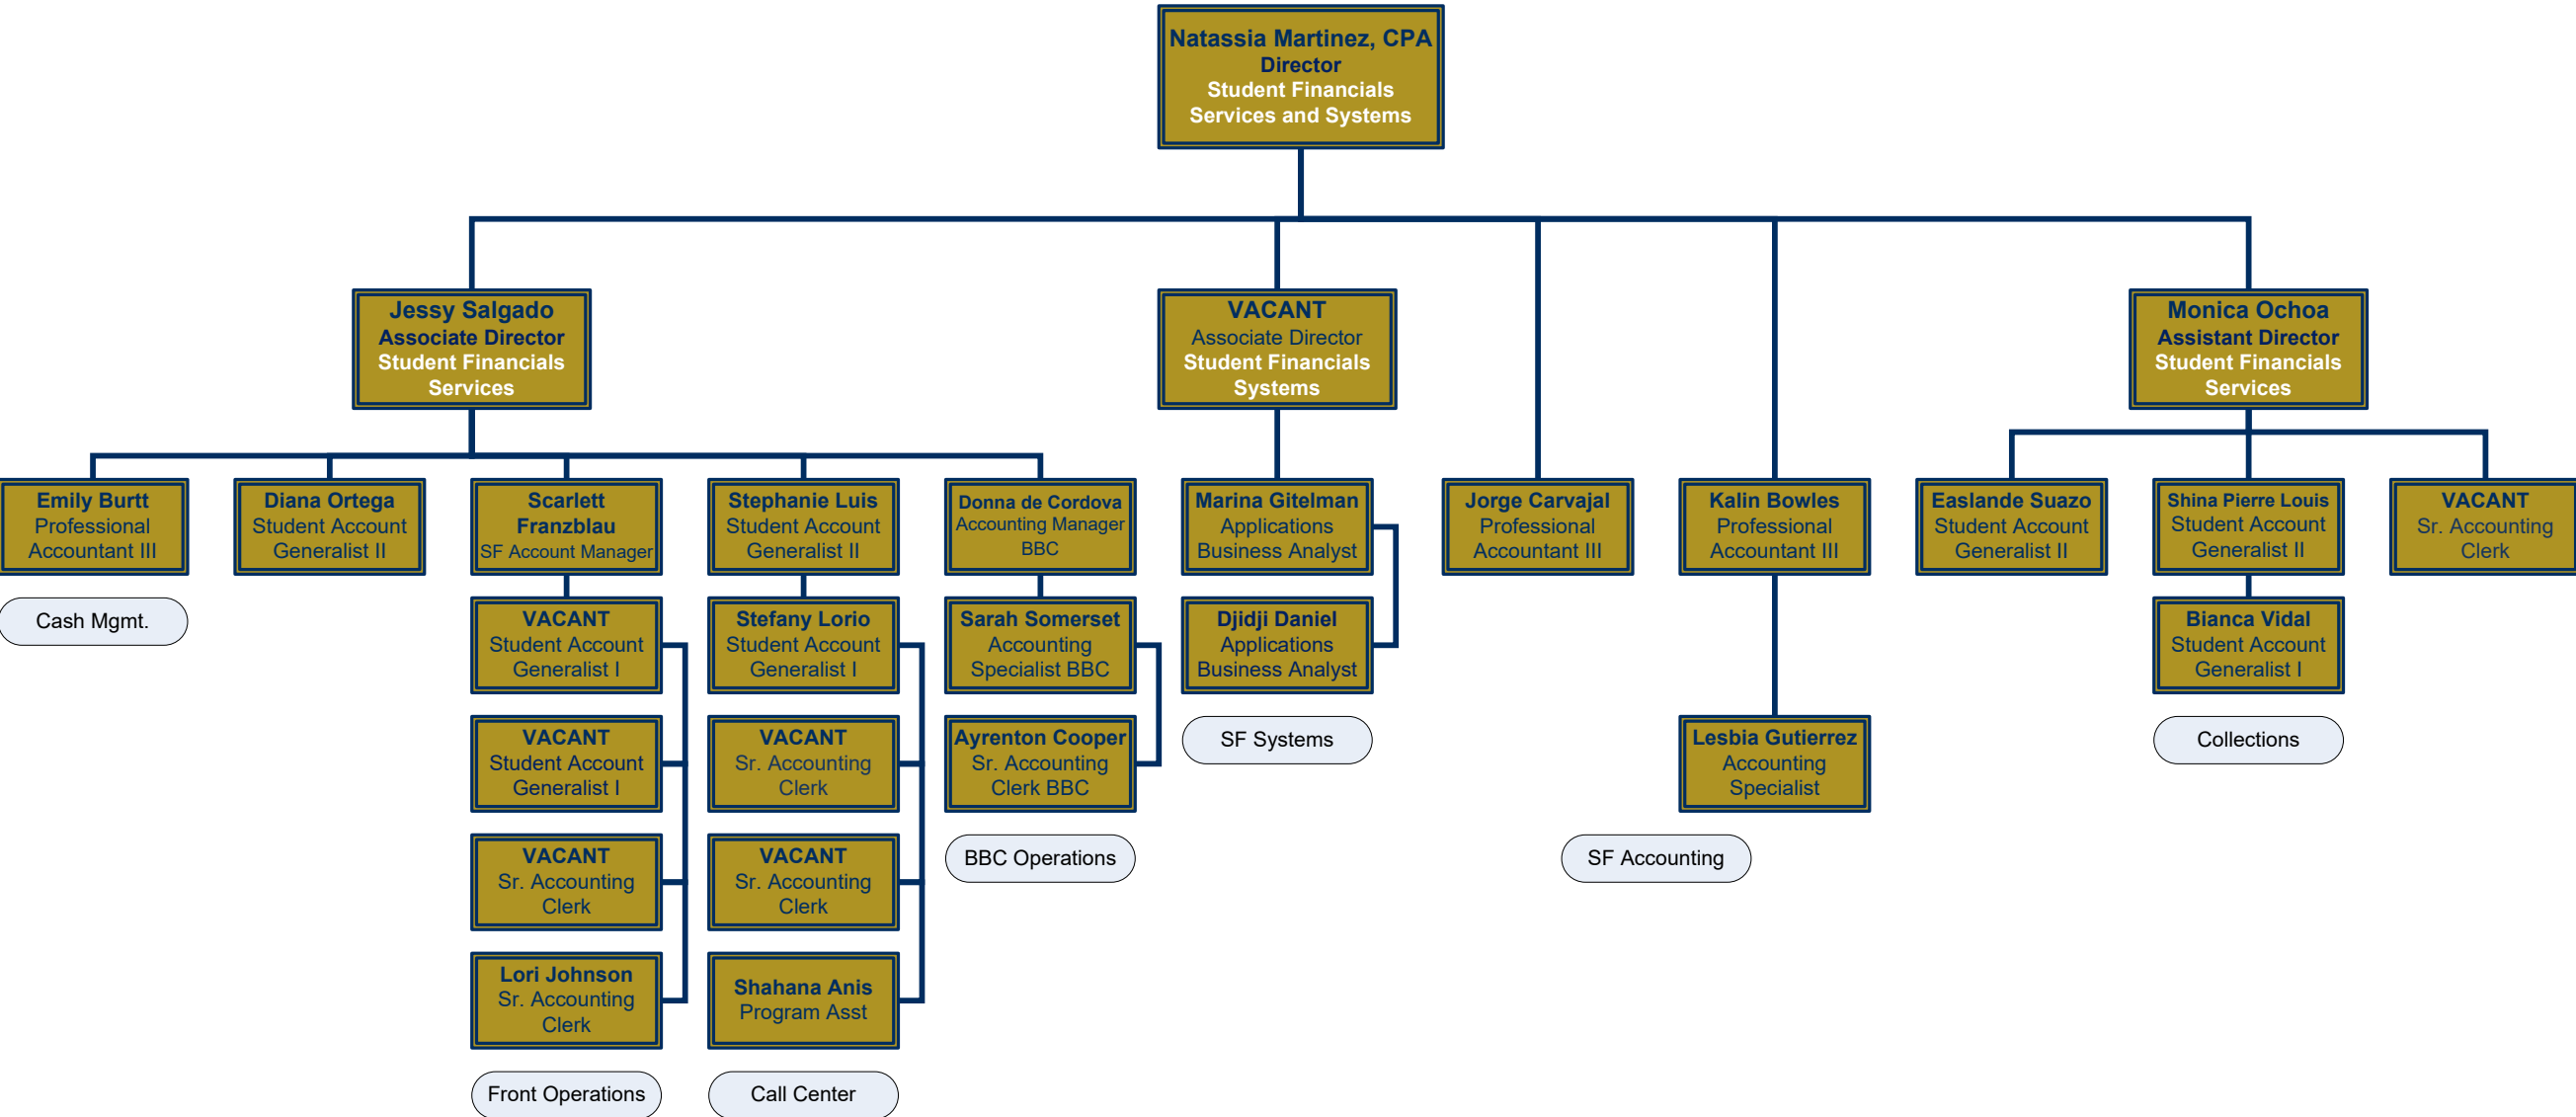 Natassia Martinez, CPA
Director
Student Financials
Services and Systems
Jessy Salgado
Associate Director
Student Financials
Services
VACANT
Associate Director
Student Financials
Systems
Monica Ochoa
Assistant Director
Student Financials
Services
Emily Burtt
Professional
Accountant III
Cash Mgmt.
Diana Ortega
Student Account
Generalist II
Scarlett
Franzblau
SF Account Manager
VACANT
Student Account
Generalist I
VACANT
Student Account
Generalist I
VACANT
Sr. Accounting
Clerk
Lori Johnson
Sr. Accounting
Clerk
Front Operations
Stephanie Luis
Student Account
Generalist II
Stefany Lorio
Student Account
Generalist I
VACANT
Sr. Accounting
Clerk
VACANT
Sr. Accounting
Clerk
Shahana Anis
Program Asst
Call Center
Donna de Cordova
Accounting Manager
BBC
Sarah Somerset
Accounting
Specialist BBC
Ayrenton Cooper
Sr. Accounting
Clerk BBC
BBC Operations
Marina Gitelman
Applications
Business Analyst
Djidji Daniel
Applications
Business Analyst
SF Systems
Jorge Carvajal
Professional
Accountant III
Kalin Bowles
Professional
Accountant III
Lesbia Gutierrez
Accounting
Specialist
SF Accounting
Easlande Suazo
Student Account
Generalist II
Shina Pierre Louis
Student Account
Generalist II
Bianca Vidal
Student Account
Generalist I
Collections
VACANT
Sr. Accounting
Clerk